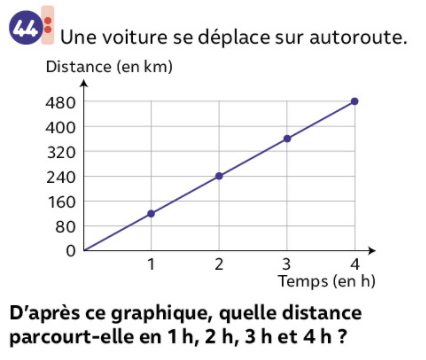 44
Une voiture se déplace sur autoroute.
Distance (en km)
480
400
320
240
160
80
0
1 2 3 4
Temps (en h)
D'après ce graphique, quelle distance
parcourt-elle en 1 h, 2 h, 3 h et 4 h ?